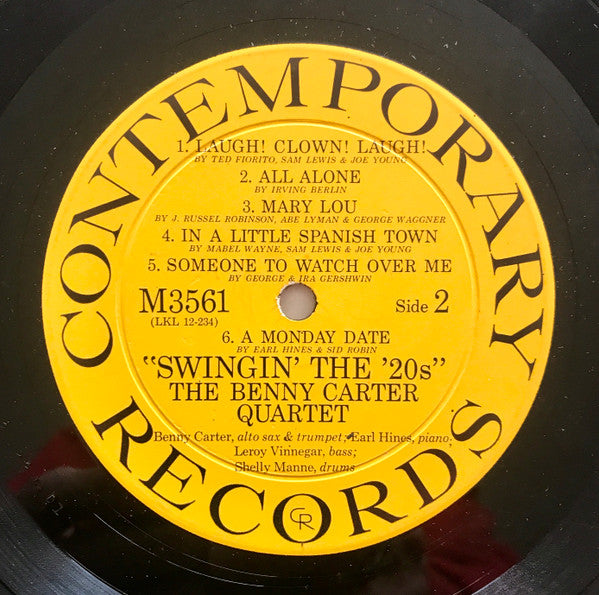 CONTEMPORARY
1. LAUGH! CLOWN! LAUGH!
BY TED FIORITO, SAM LEWIS & JOE YOUNG
2. ALL ALONE
BY IRVING BERLIN
3. MARY LOU
BY J. RUSSEL ROBINSON, ABE LYMAN & GEORGE WAGGNER
4. IN A LITTLE SPANISH TOWN
BY MABEL WAYNE, SAM LEWIS & JOE YOUNG
5. SOMEONE TO WATCH OVER ME
BY GEORGE & IRA GERSHWIN
M3561 Side 2
(LKL 12-234)
6. A MONDAY DATE
BY EARL HINES & SID ROBIN
"SWINGIN' THE '20s"
THE BENNY CARTER
QUARTET
Benny Carter, alto sax & trumpet; Earl Hines, piano;
Leroy Vinnegar, bass;
Shelly Manne, drums
RECORDS
CR